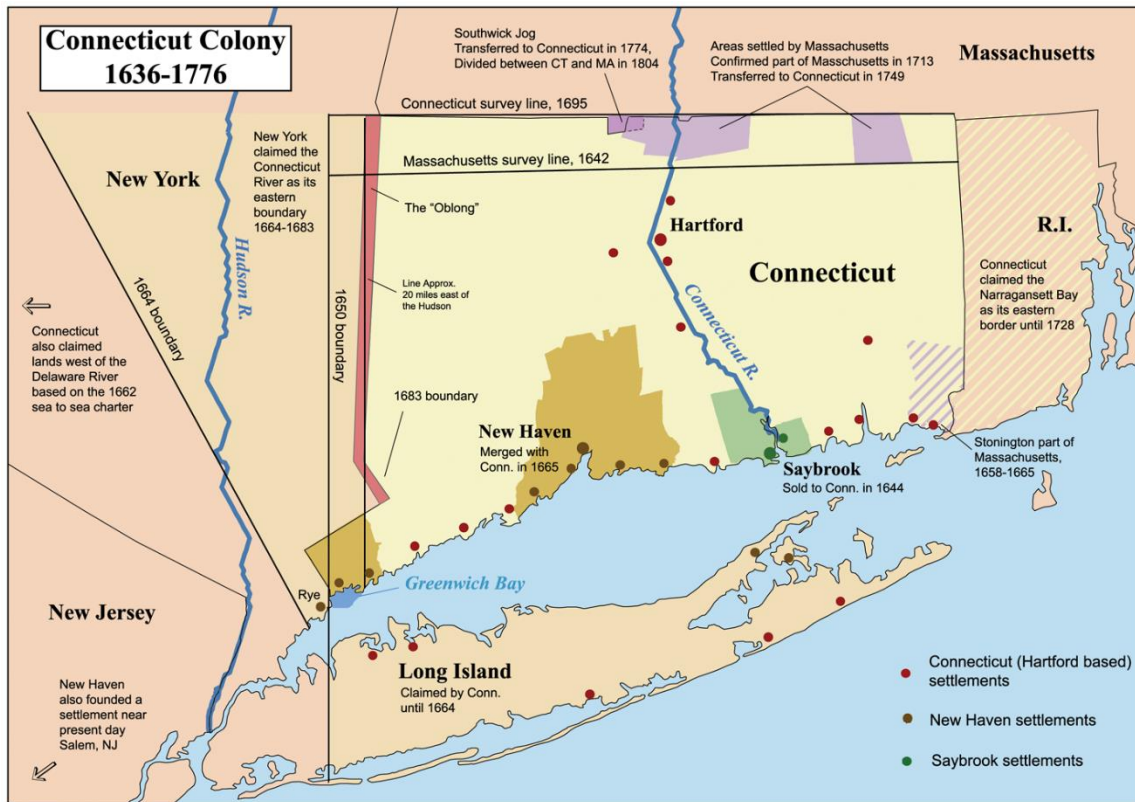 Connecticut Colony
1636-1776
Southwick Jog
Transferred to Connecticut in 1774,
Divided between CT and MA in 1804
Areas settled by Massachusetts
Confirmed part of Masschusetts in 1713
Transferred to Connecticut in 1749
Massachusetts
Connecticut survey line, 1695
New York
claimed the
Connecticut
River as its
eastern
boundary
1664-1683
Massachusetts survey line, 1642
New York
The "Oblong"
Hudson R.
Hartford
R.I.
Connecticut
Connecticut
claimed the
Narragansett Bay
as its eastern
border until 1728
Line Approx.
20 miles east of
the Hudson
1664 boundary
1650 boundary
Connecticut R.
Connecticut
also claimed
lands west of the
Delaware River
based on the 1662
sea to sea charter
1683 boundary
New Haven
Merged with
Conn. in 1665
Saybrook
Sold to Conn. in 1644
Stonington part of
Massachusetts,
1658-1665
Rye
Greenwich Bay
New Jersey
Long Island
Claimed by Conn.
until 1664
New Haven
also founded a
settlement near
present day
Salem, NJ
Connecticut (Hartford based)
settlements
New Haven settlements
Saybrook settlements